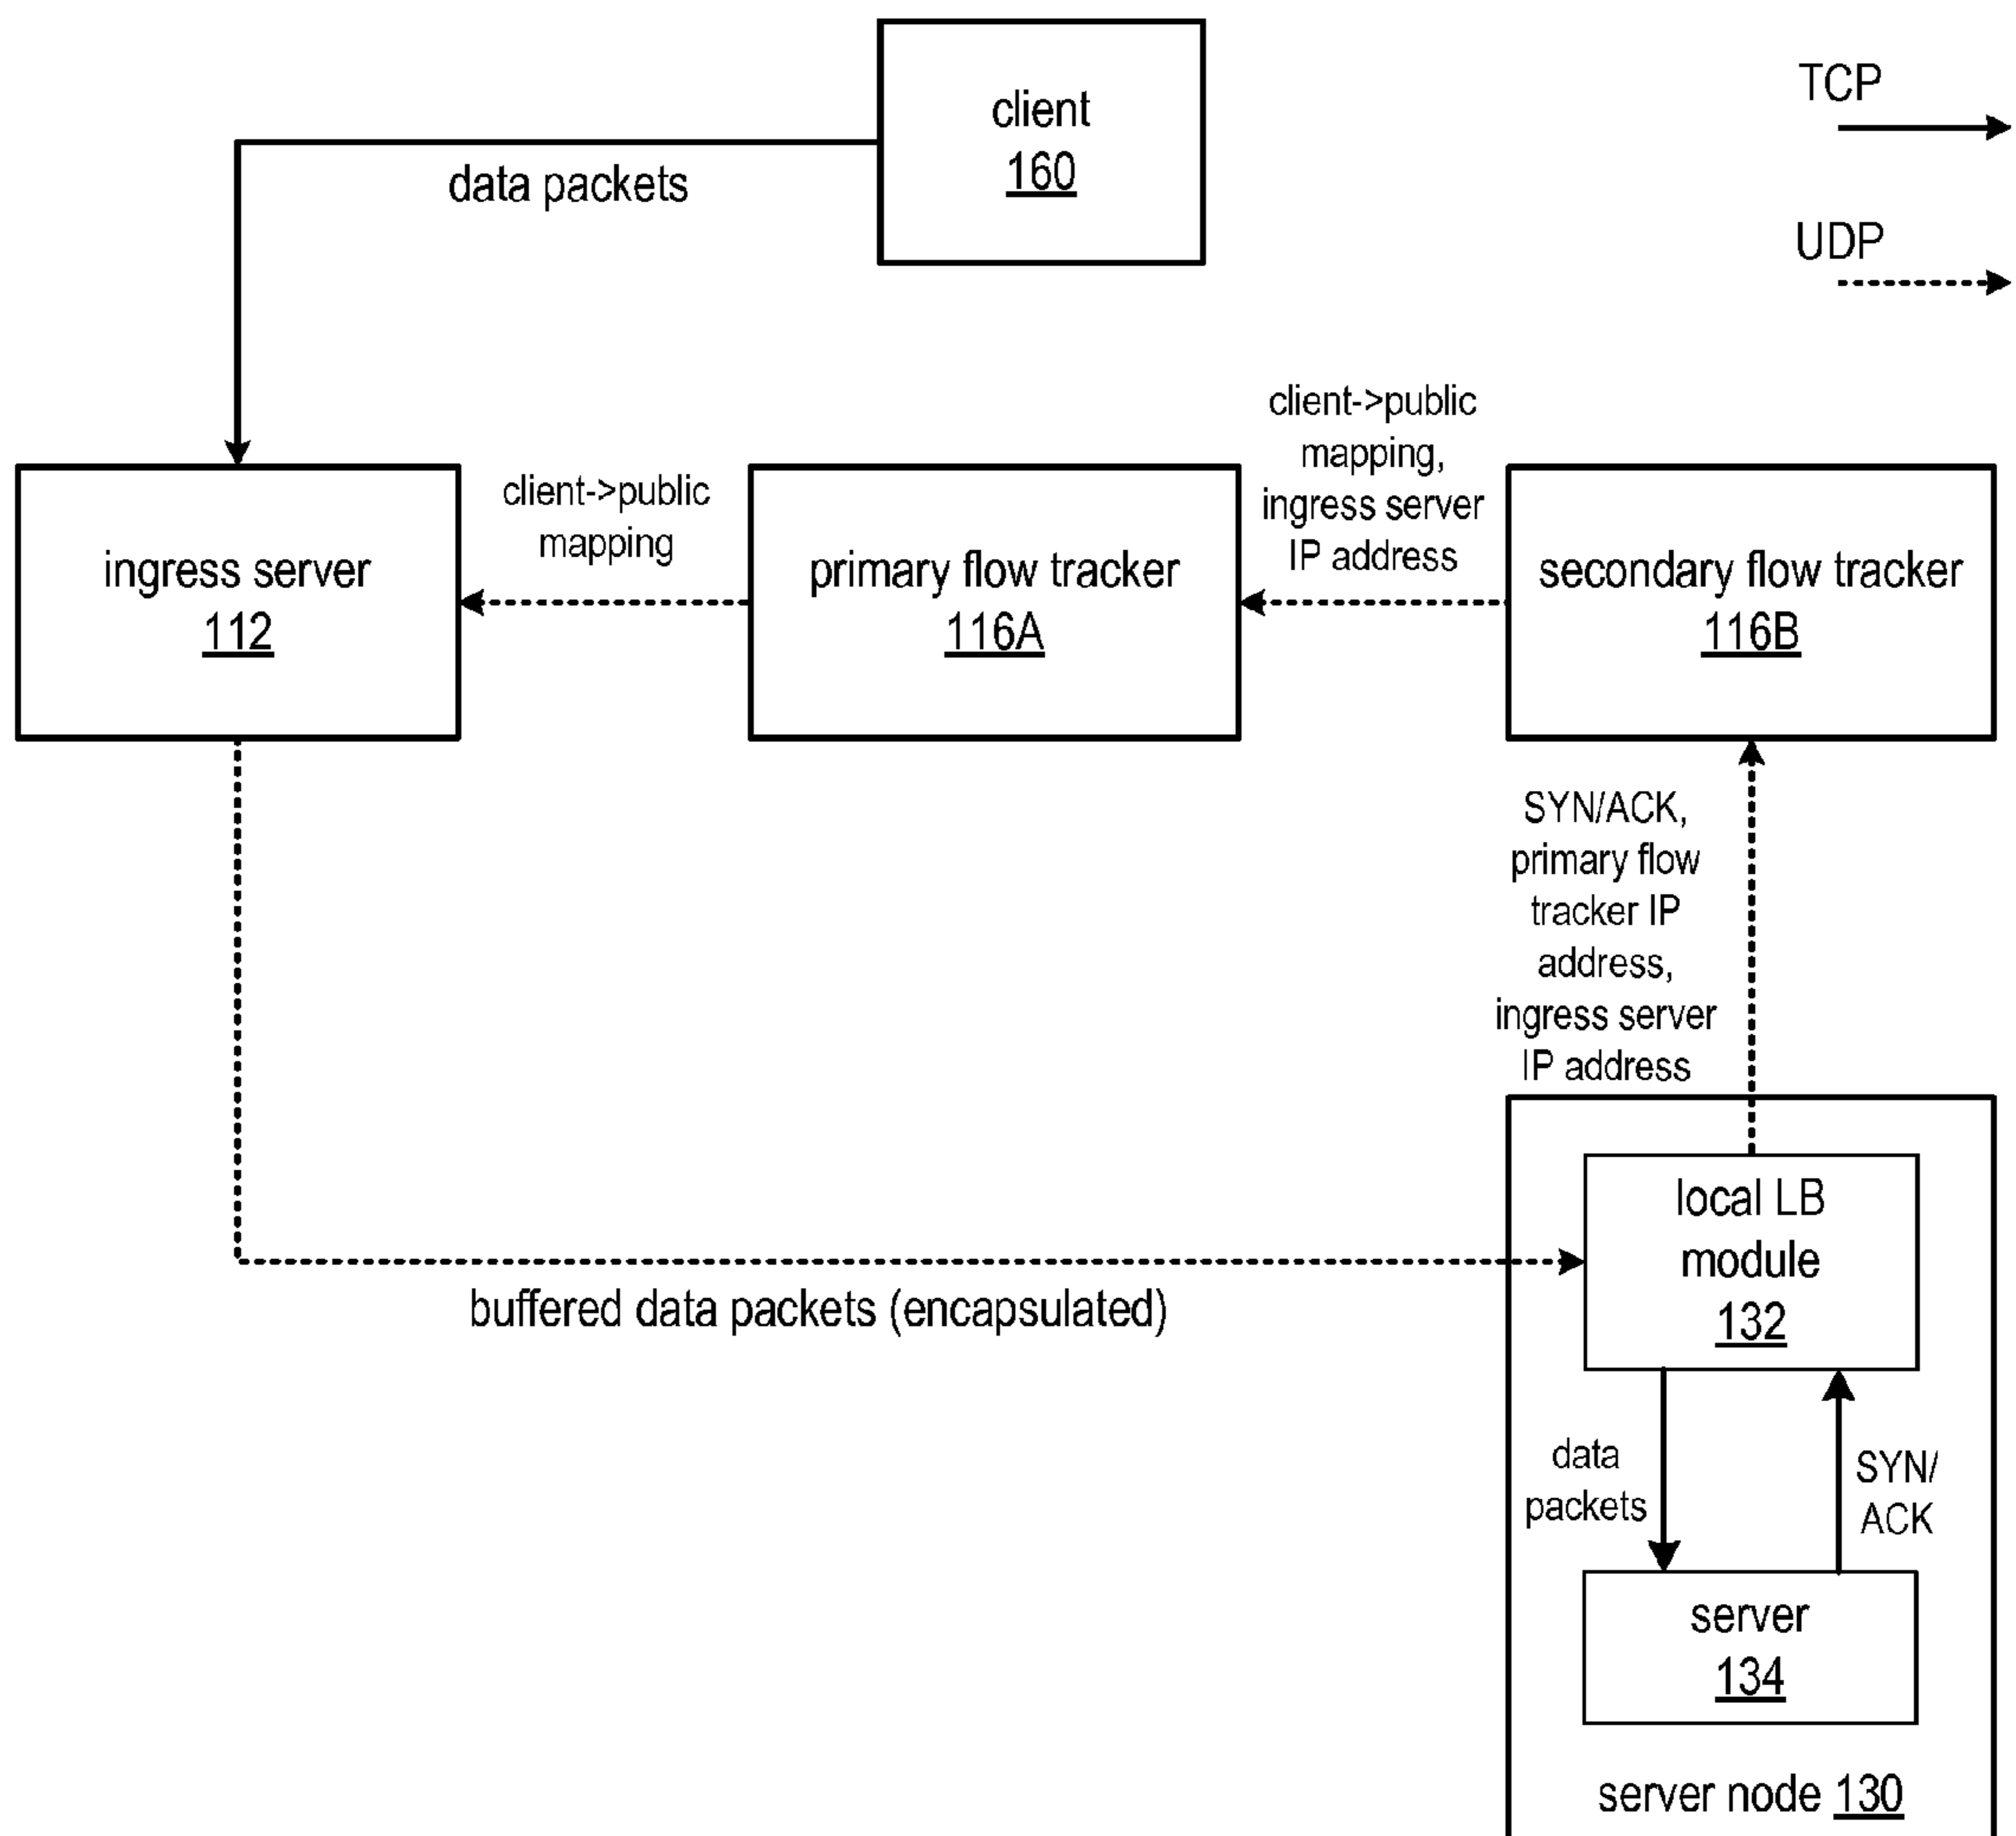 client
160
TCP
data packets
UDP
client->public
mapping,
ingress server
IP address
client->public
mapping
ingress server
112
primary flow tracker
116A
secondary flow tracker
116B
SYN/ACK,
primary flow
tracker IP
address,
ingress server
IP address
local LB
module
132
buffered data packets (encapsulated)
data
packets
SYN/
ACK
server
134
server node 130